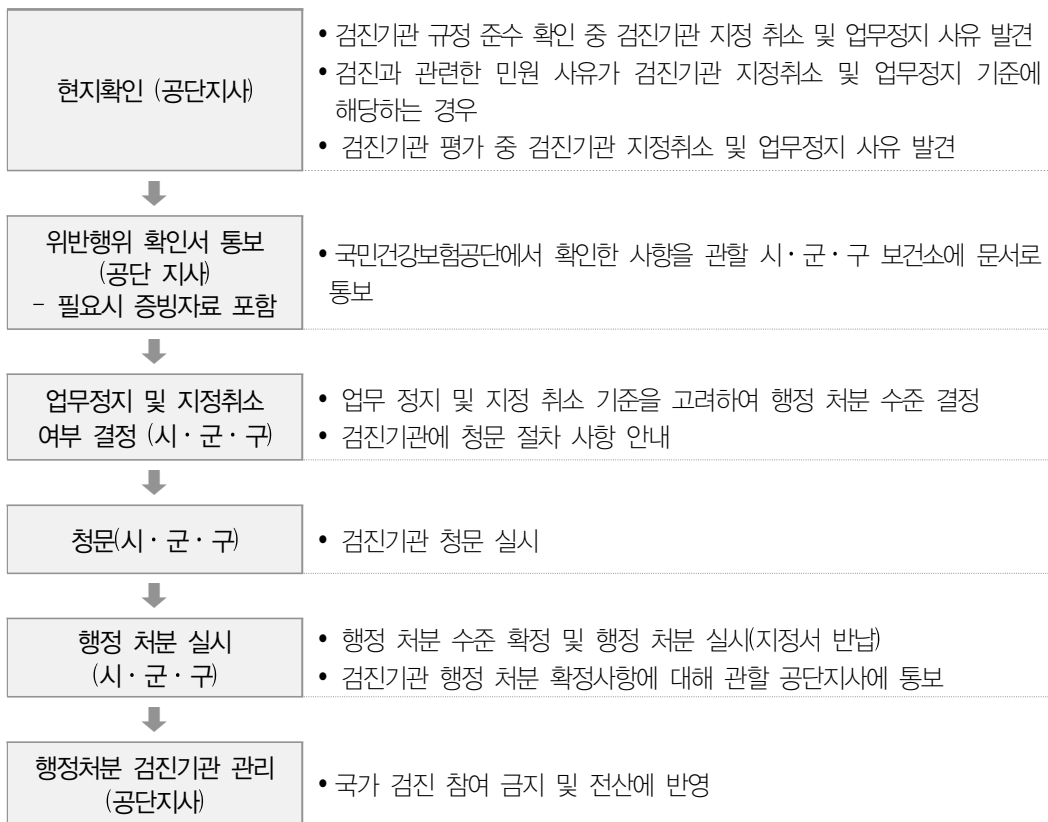 현지확인 (공단지사)
• 검진기관 규정 준수 확인 중 검진기관 지정 취소 및 업무정지 사유 발견
• 검진과 관련한 민원 사유가 검진기관 지정취소 및 업무정지 기준에
해당하는 경우
• 검진기관 평가 중 검진기관 지정취소 및 업무정지 사유 발견
위반행위 확인서 통보
(공단 지사)
- 필요시 증빙자료 포함
• 국민건강보험공단에서 확인한 사항을 관할 시·군·구 보건소에 문서로
통보
업무정지 및 지정취소
여부 결정 (시·군·구)
• 업무 정지 및 지정 취소 기준을 고려하여 행정 처분 수준 결정
• 검진기관에 청문 절차 사항 안내
청문(시·군·구)
• 검진기관 청문 실시
행정 처분 실시
(시·군·구)
• 행정 처분 수준 확정 및 행정 처분 실시(지정서 반납)
• 검진기관 행정 처분 확정사항에 대해 관할 공단지사에 통보
행정처분 검진기관 관리
(공단지사)
• 국가 검진 참여 금지 및 전산에 반영